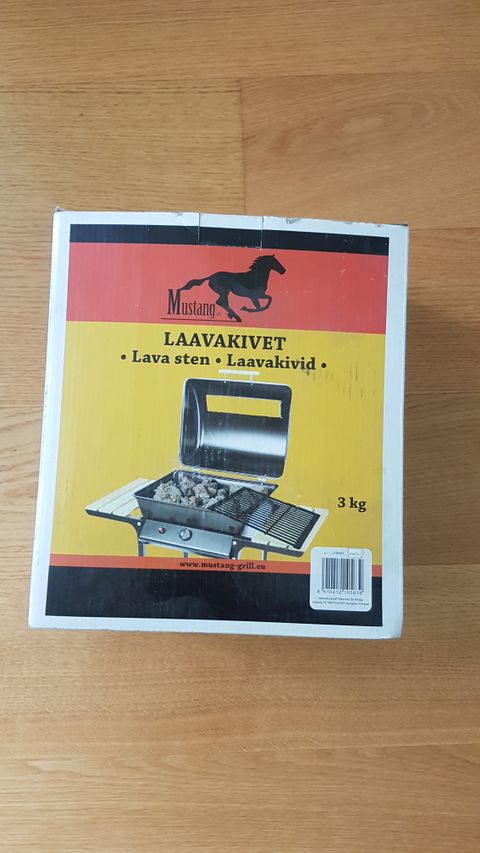 Mustang
LAAVAKIVET
• Lava sten • Laavakivid •
3 kg
www.mustang-grill.eu